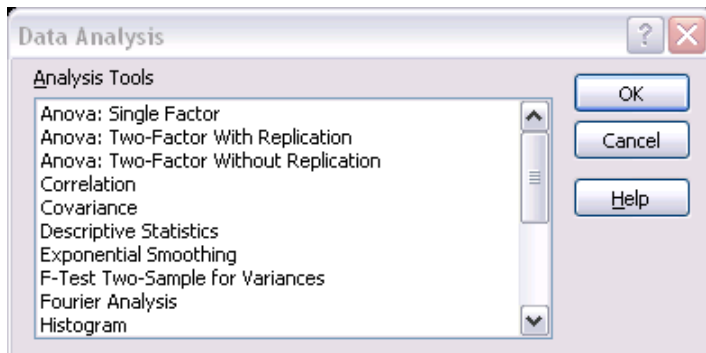 Data Analysis
Analysis Tools
Anova: Single Factor
Anova: Two-Factor With Replication
Anova: Two-Factor Without Replication
Correlation
Covariance
Descriptive Statistics
Exponential Smoothing
F-Test Two-Sample for Variances
Fourier Analysis
Histogram
OK
Cancel
Help